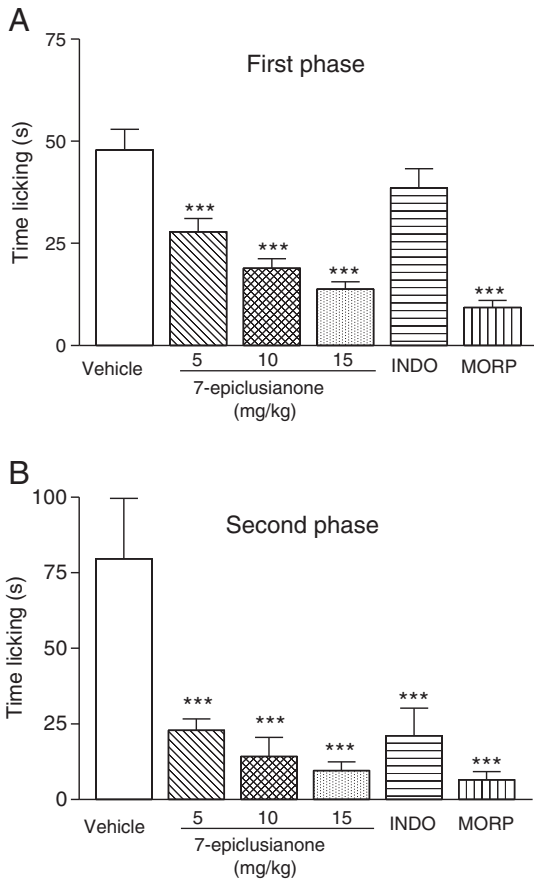 A
First phase
Time licking (s)
75
50
25
0
***
***
***
***
Vehicle
5 10 15
INDO MORP
7-epiclusianone
(mg/kg)
B
Second phase
Time licking (s)
100
75
50
25
0
***
***
***
***
***
Vehicle
5 10 15
INDO MORP
7-epiclusianone
(mg/kg)